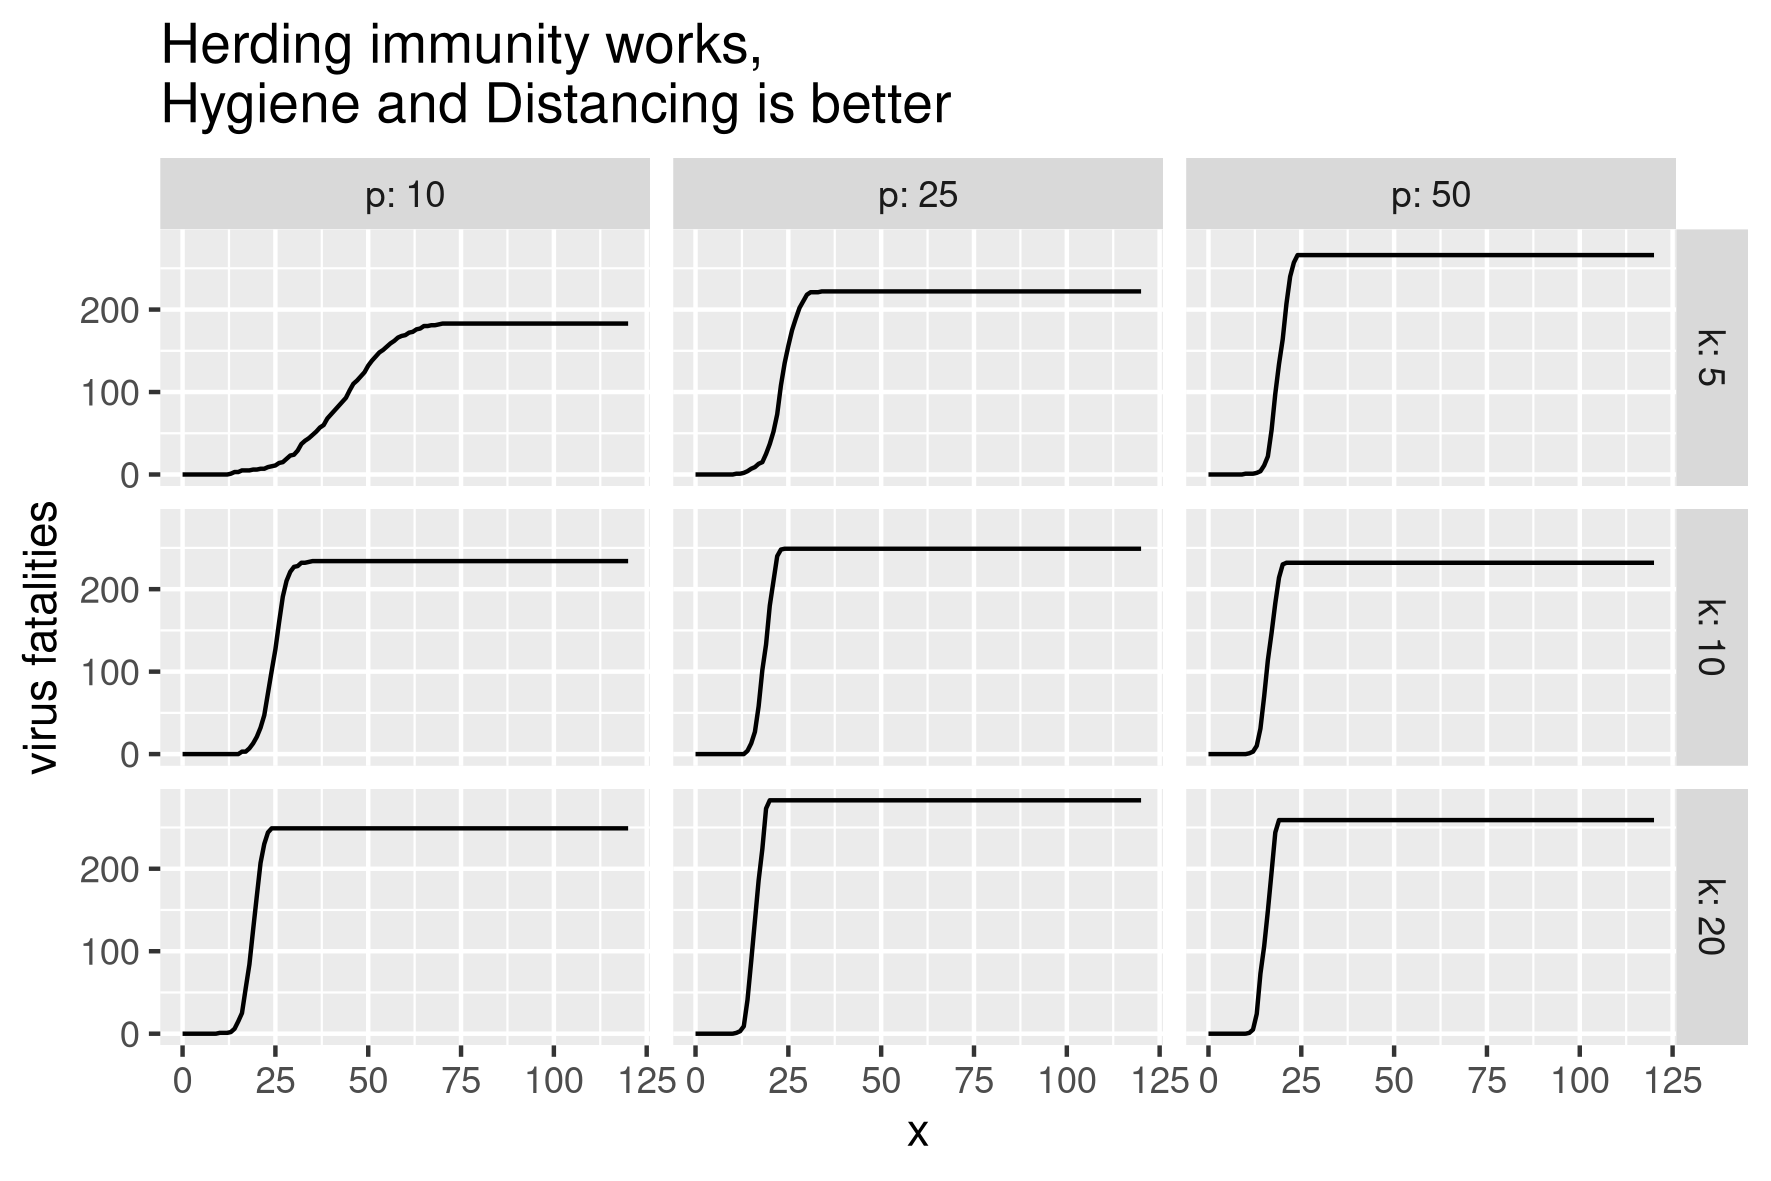 Herding immunity works,
Hygiene and Distancing is better
p: 10 p: 25 p: 50
200
100
0
k: 5
virus fatalities
200
100
0
k: 10
200
100
0
k: 20
0 25 50 75 100 125 0 25 50 75 100 125 0 25 50 75 100 125
x